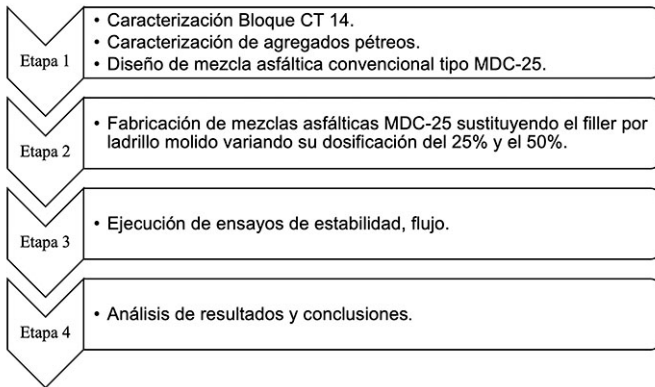 Etapa 1
• Caracterización Bloque CT 14.
• Caracterización de agregados pétreos.
• Diseño de mezcla asfáltica convencional tipo MDC-25.
Etapa 2
• Fabricación de mezclas asfálticas MDC-25 sustituyendo el filler por
ladrillo molido variando su dosificación del 25% y el 50%.
Etapa 3
• Ejecución de ensayos de estabilidad, flujo.
Etapa 4
• Análisis de resultados y conclusiones.